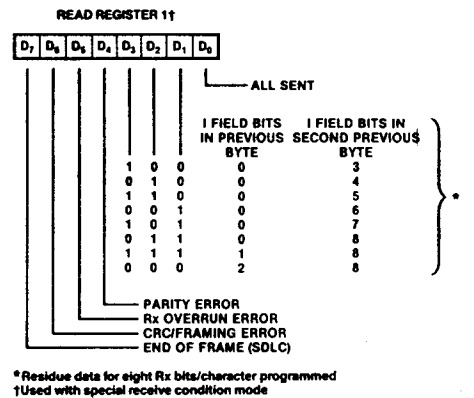 READ REGISTER 1†
D7 D6 D5 D4 D3 D2 D1 D0
ALL SENT
I FIELD BITS I FIELD BITS IN
IN PREVIOUS SECOND PREVIOUS
BYTE BYTE
1 0 0 0 3
0 1 0 0 4
1 1 0 0 5
0 0 1 0 6
1 0 1 0 7
0 1 1 0 8
1 1 1 1 8
0 0 0 2 8
*
PARITY ERROR
Rx OVERRUN ERROR
CRC/FRAMING ERROR
END OF FRAME (SDLC)
*Residue data for eight Rx bits/character programmed
†Used with special receive condition mode